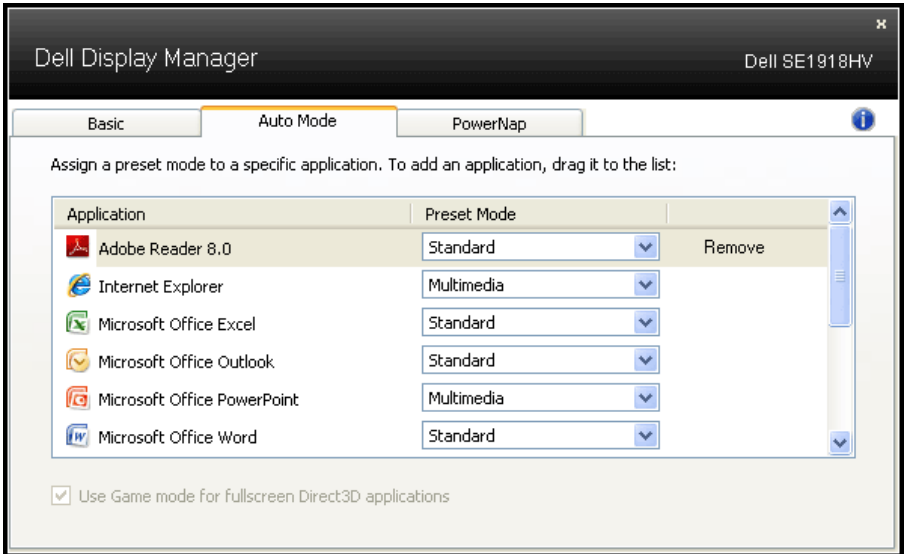 x
Dell Display Manager
Dell SE1918HV
Basic Auto Mode PowerNap
Assign a preset mode to a specific application. To add an application, drag it to the list:
Application Preset Mode
Adobe Reader 8.0 Standard Remove
Internet Explorer Multimedia
Microsoft Office Excel Standard
Microsoft Office Outlook Standard
Microsoft Office PowerPoint Multimedia
Microsoft Office Word Standard
Use Game mode for fullscreen Direct3D applications